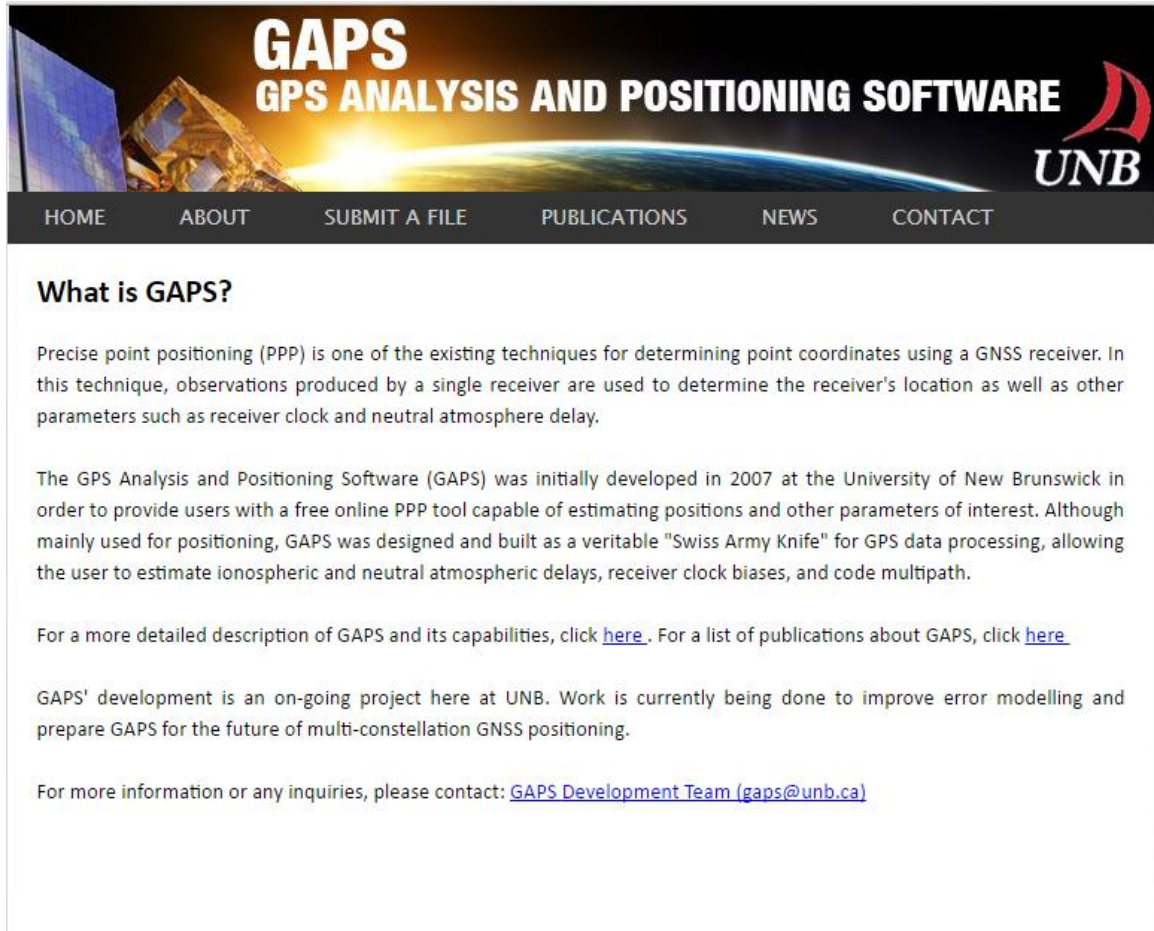 GAPS
GPS ANALYSIS AND POSITIONING SOFTWARE
UNB
HOME ABOUT SUBMIT A FILE PUBLICATIONS NEWS CONTACT
What is GAPS?
Precise point positioning (PPP) is one of the existing techniques for determining point coordinates using a GNSS receiver. In
this technique, observations produced by a single receiver are used to determine the receiver's location as well as other
parameters such as receiver clock and neutral atmosphere delay.
The GPS Analysis and Positioning Software (GAPS) was initially developed in 2007 at the University of New Brunswick in
order to provide users with a free online PPP tool capable of estimating positions and other parameters of interest. Although
mainly used for positioning, GAPS was designed and built as a veritable "Swiss Army Knife" for GPS data processing, allowing
the user to estimate ionospheric and neutral atmospheric delays, receiver clock biases, and code multipath.
For a more detailed description of GAPS and its capabilities, click here . For a list of publications about GAPS, click here
GAPS' development is an on-going project here at UNB. Work is currently being done to improve error modelling and
prepare GAPS for the future of multi-constellation GNSS positioning.
For more information or any inquiries, please contact: GAPS Development Team (gaps@unb.ca)